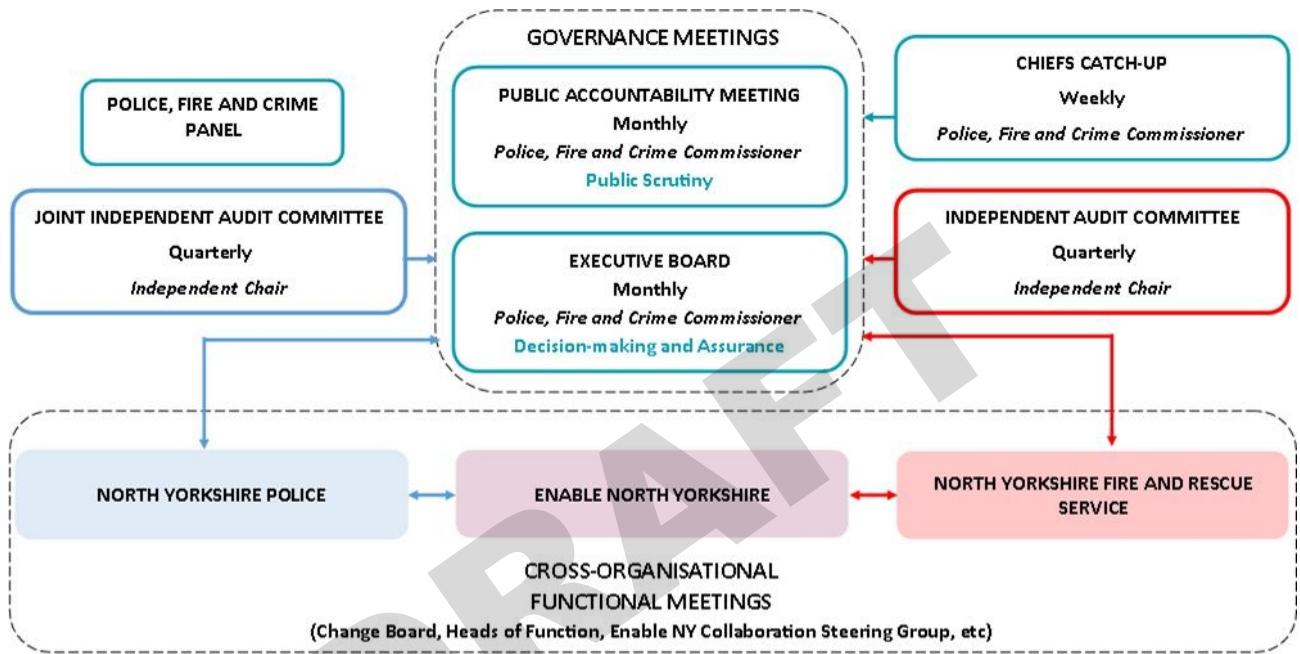 GOVERNANCE MEETINGS
POLICE, FIRE AND CRIME
PANEL
PUBLIC ACCOUNTABILITY MEETING
Monthly
Police, Fire and Crime Commissioner
Public Scrutiny
CHIEFS CATCH-UP
Weekly
Police, Fire and Crime Commissioner
JOINT INDEPENDENT AUDIT COMMITTEE
Quarterly
Independent Chair
EXECUTIVE BOARD
Monthly
Police, Fire and Crime Commissioner
Decision-making and Assurance
INDEPENDENT AUDIT COMMITTEE
Quarterly
Independent Chair
NORTH YORKSHIRE POLICE
ENABLE NORTH YORKSHIRE
NORTH YORKSHIRE FIRE AND RESCUE
SERVICE
CROSS-ORGANISATIONAL
FUNCTIONAL MEETINGS
(Change Board, Heads of Function, Enable NY Collaboration Steering Group, etc)
DRAFT